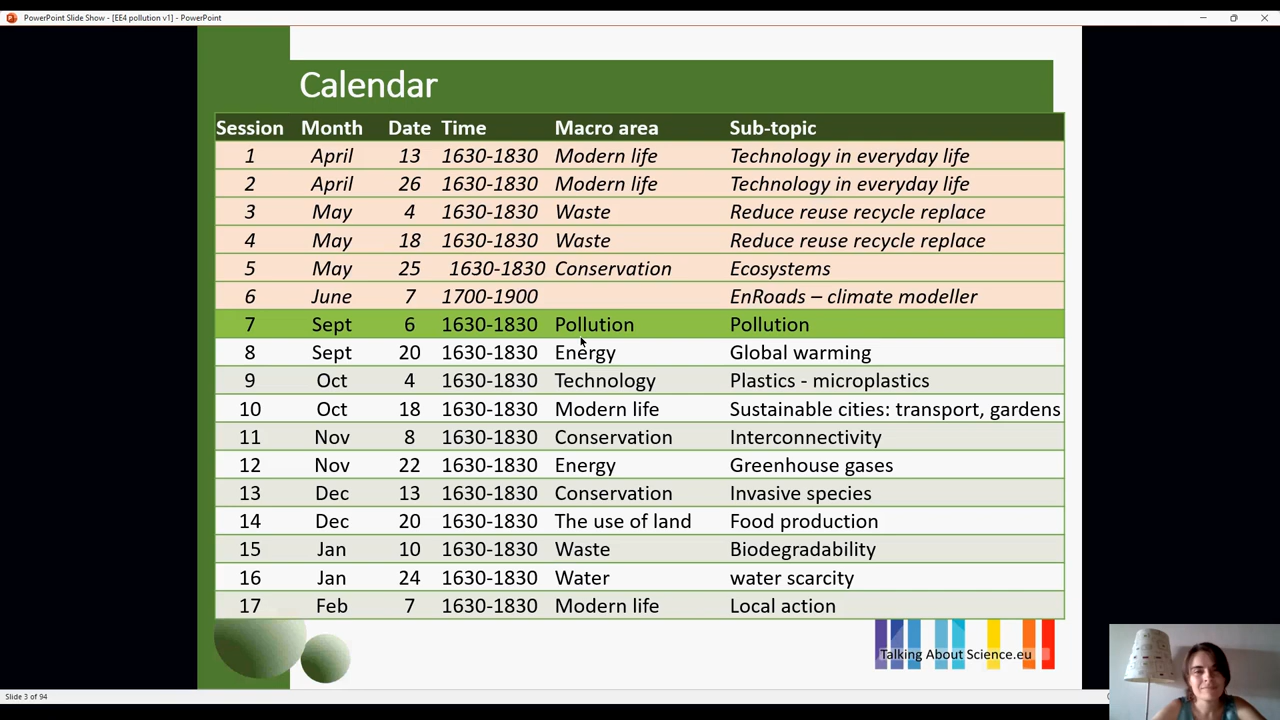 PowerPoint Slide Show - [EE4 pollution v1] - PowerPoint
Calendar
Session Month Date Time Macro area Sub-topic
1 April 13 1630-1830 Modern life Technology in everyday life
2 April 26 1630-1830 Modern life Technology in everyday life
3 May 4 1630-1830 Waste Reduce reuse recycle replace
4 May 18 1630-1830 Waste Reduce reuse recycle replace
5 May 25 1630-1830 Conservation Ecosystems
6 June 7 1700-1900 EnRoads – climate modeller
7 Sept 6 1630-1830 Pollution Pollution
8 Sept 20 1630-1830 Energy Global warming
9 Oct 4 1630-1830 Technology Plastics - microplastics
10 Oct 18 1630-1830 Modern life Sustainable cities: transport, gardens
11 Nov 8 1630-1830 Conservation Interconnectivity
12 Nov 22 1630-1830 Energy Greenhouse gases
13 Dec 13 1630-1830 Conservation Invasive species
14 Dec 20 1630-1830 The use of land Food production
15 Jan 10 1630-1830 Waste Biodegradability
16 Jan 24 1630-1830 Water water scarcity
17 Feb 7 1630-1830 Modern life Local action
Talking About Science.eu
Slide 3 of 94